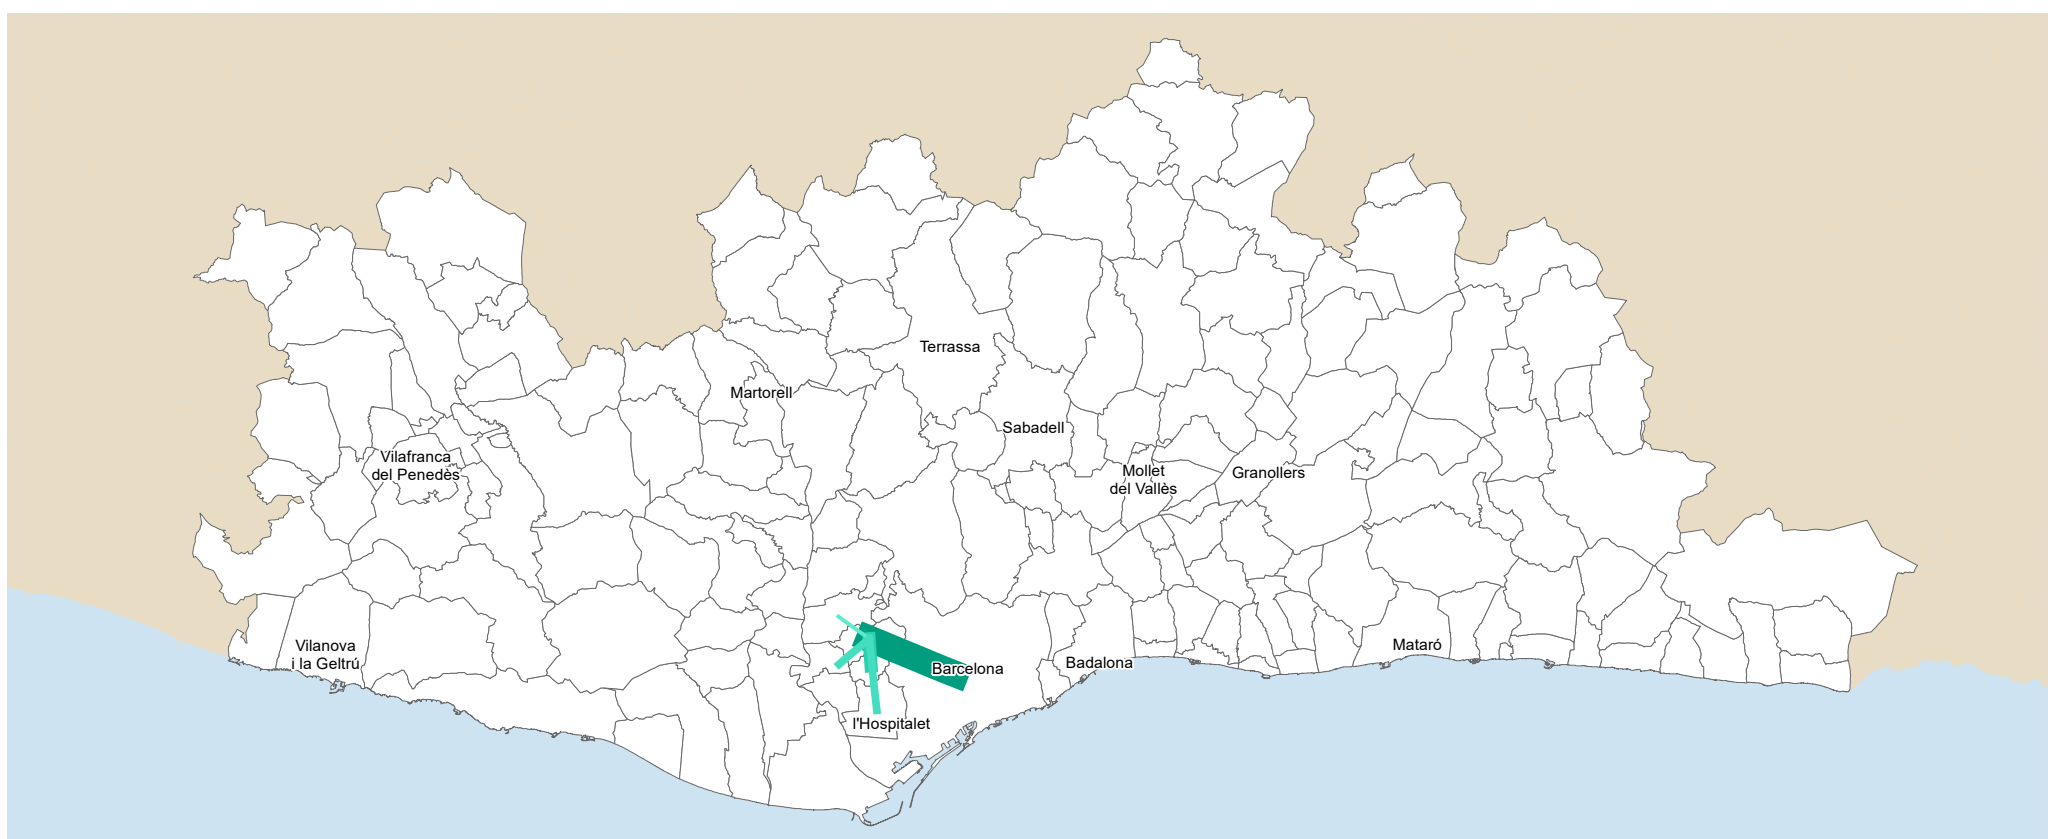 Terrassa
Martorell
Sabadell
Vilafranca
del Penedès
Mollet
del Vallès
Granollers
Vilanova
i la Geltrú
Barcelona
Badalona
Mataró
l'Hospitalet